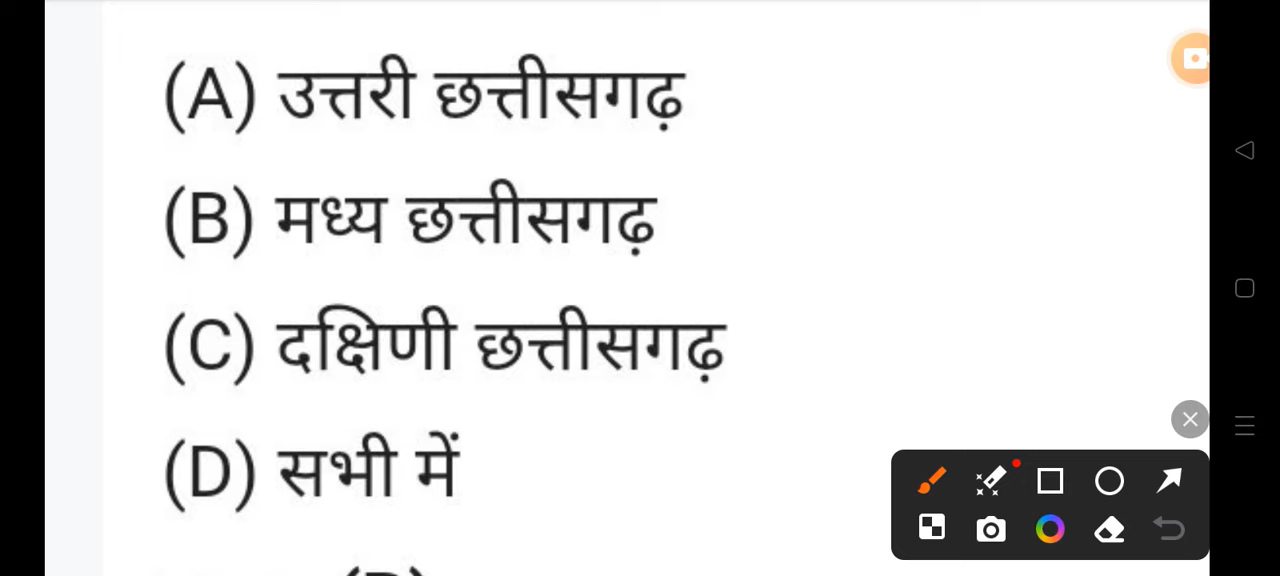 (A) उत्तरी छत्तीसगढ़
(B) मध्य छत्तीसगढ़
(C) दक्षिणी छत्तीसगढ़
(D) सभी में